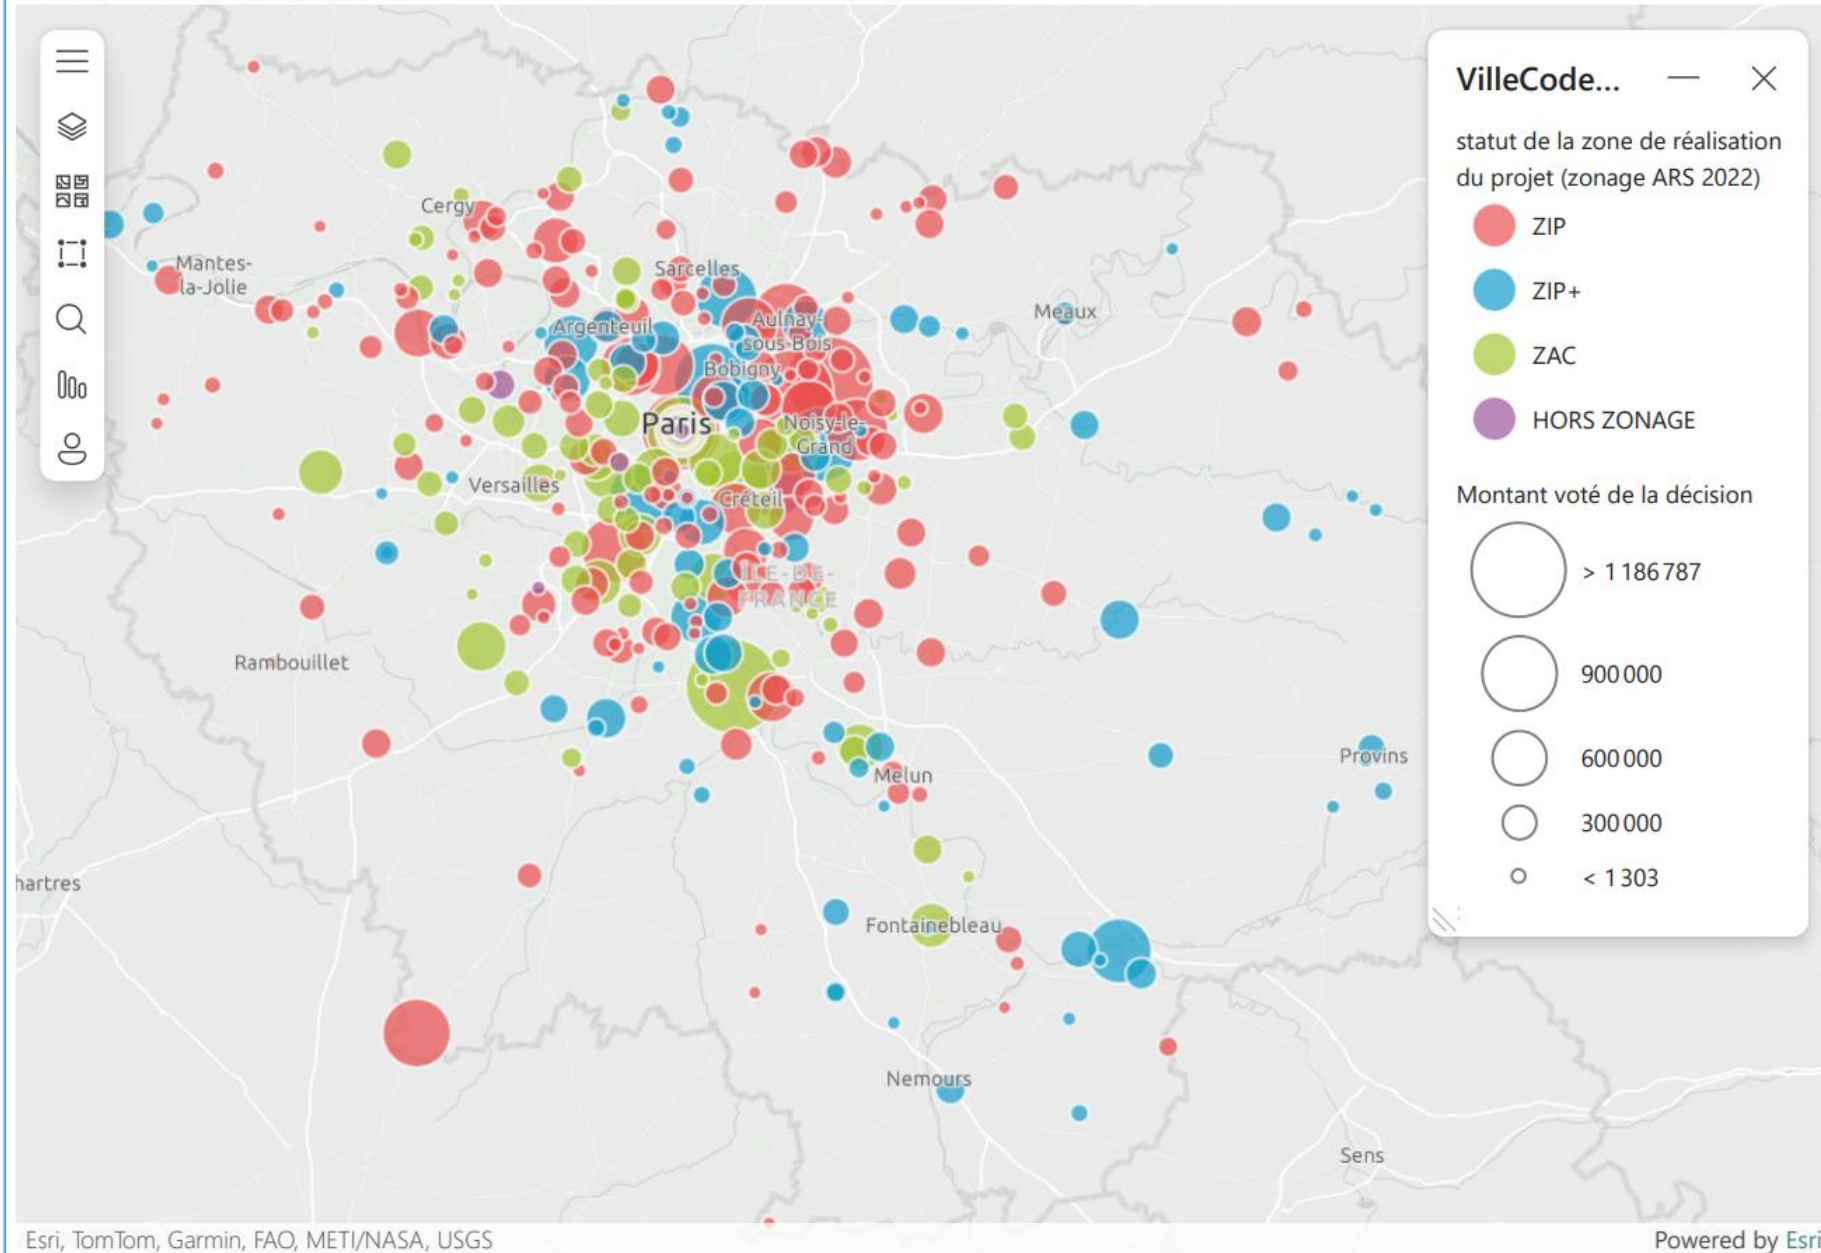 VilleCode...
statut de la zone de réalisation
du projet (zonage ARS 2022)
ZIP
ZIP+
ZAC
HORS ZONAGE
Montant voté de la décision
> 1 186 787
900 000
600 000
300 000
< 1 303
Cergy
Mantes-
la-Jolie
Sarcelles
Argenteuil
Aulnay-
sous-Bois
Meaux
Bobigny
Paris
Noisy-le-
Grand
Versailles
Créteil
ÎLE-DE-
FRANCE
Rambouillet
Provins
Melun
hartres
Fontainebleau
Nemours
Sens
Esri, TomTom, Garmin, FAO, METI/NASA, USGS
Powered by Esri